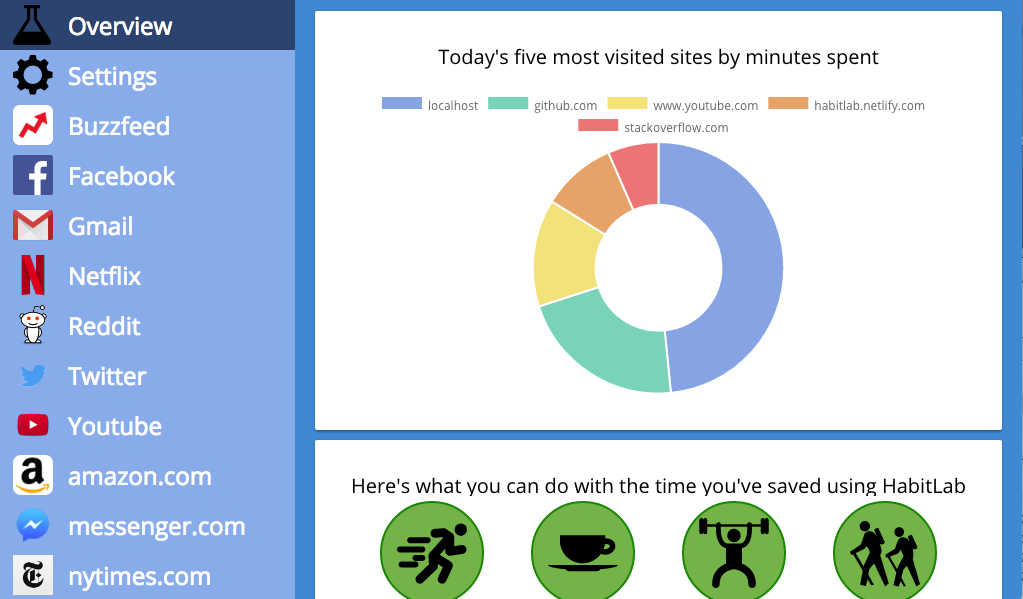 Overview
Settings
Buzzfeed
Facebook
Gmail
Netflix
Reddit
Twitter
Youtube
amazon.com
messenger.com
nytimes.com
Today's five most visited sites by minutes spent
localhost github.com www.youtube.com habitlab.netlify.com
stackoverflow.com
Here's what you can do with the time you've saved using HabitLab